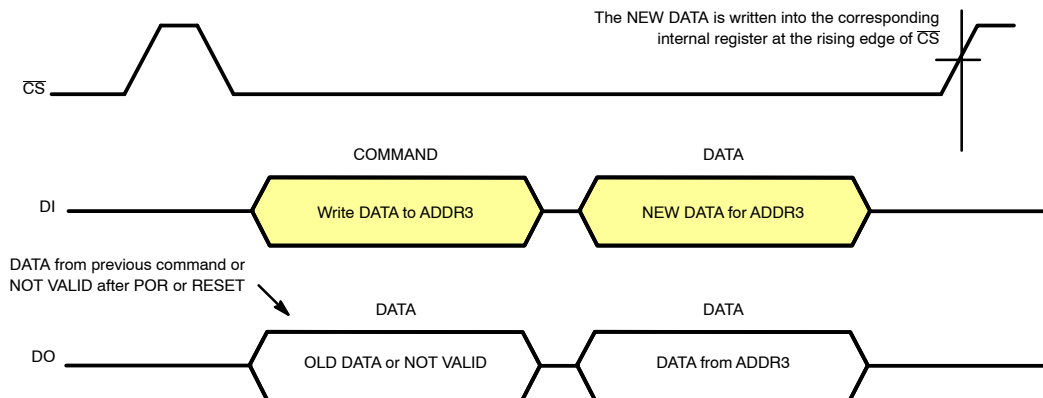 The NEW DATA is written into the corresponding
internal register at the rising edge of C̅S̅
C̅S̅
COMMAND
DATA
DI
Write DATA to ADDR3
NEW DATA for ADDR3
DATA from previous command or
NOT VALID after POR or RESET
DATA
DATA
DO
OLD DATA or NOT VALID
DATA from ADDR3